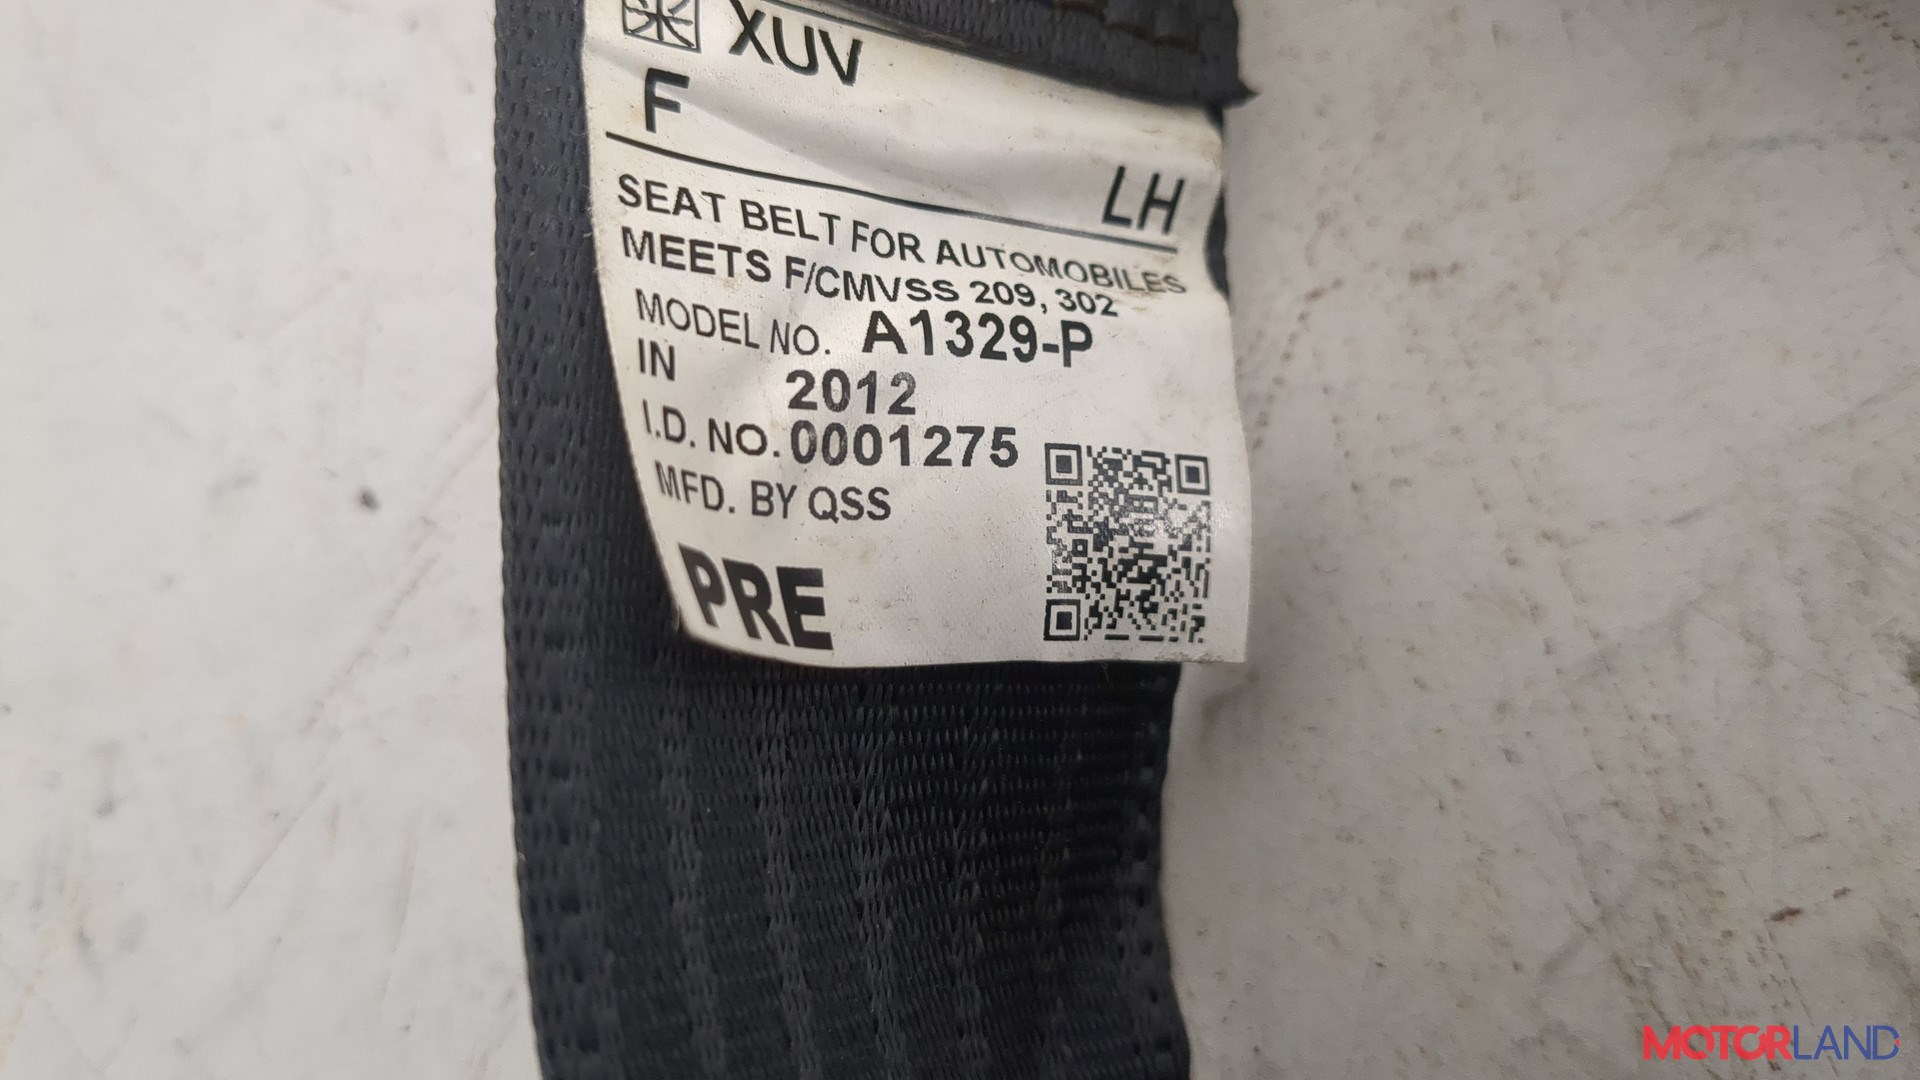 XUV
F
LH
SEAT BELT FOR AUTOMOBILES
MEETS F/CMVSS 209, 302
MODEL NO. A1329-P
IN 2012
I.D. NO. 0001275
MFD. BY QSS
PRE
MOTORLAND